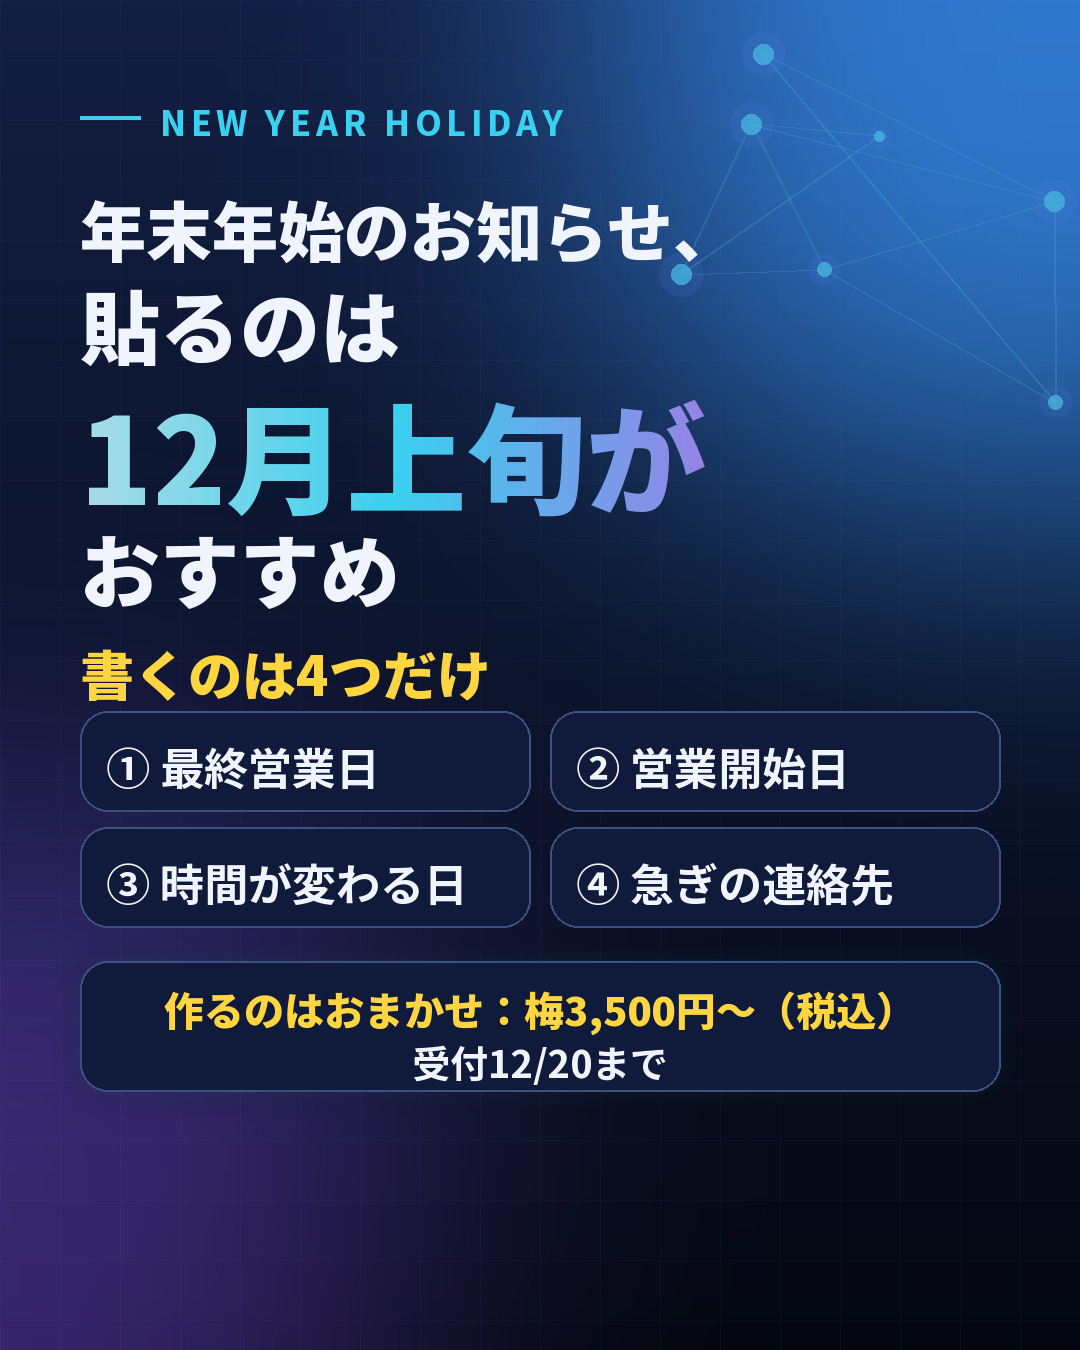 NEW YEAR HOLIDAY
年末年始のお知らせ、
貼るのは
12月上旬が
おすすめ
書くのは4つだけ
① 最終営業日
② 営業開始日
③ 時間が変わる日
④ 急ぎの連絡先
作るのはおまかせ：梅3,500円〜（税込）
受付12/20まで